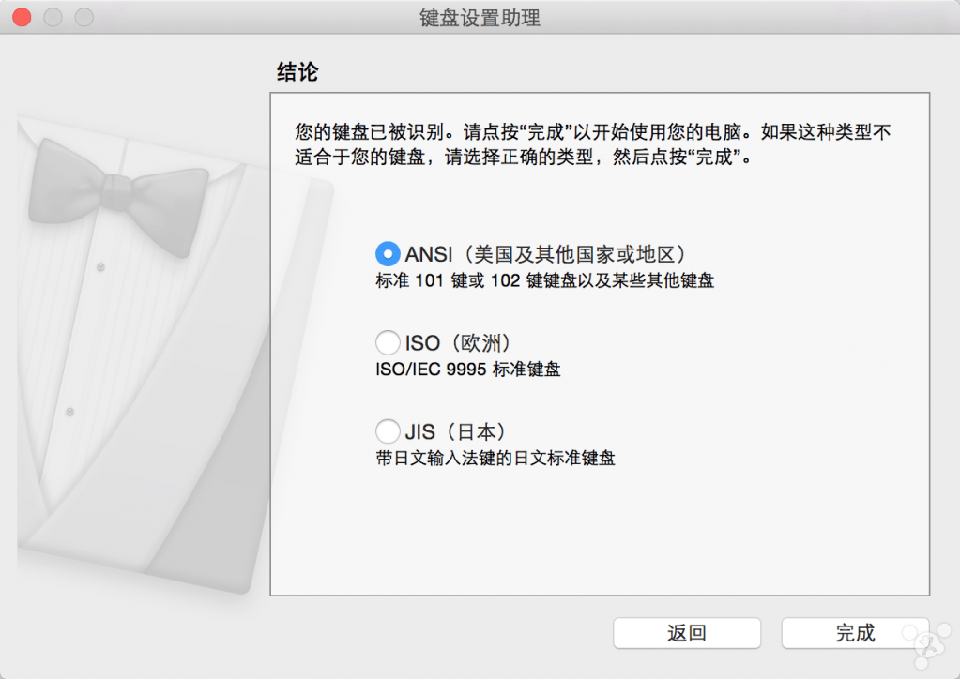 键盘设置助理
结论
您的键盘已被识别。请点按“完成”以开始使用您的电脑。如果这种类型不
适合于您的键盘，请选择正确的类型，然后点按“完成”。
ANSI（美国及其他国家或地区）
标准 101 键或 102 键键盘以及某些其他键盘
ISO（欧洲）
ISO/IEC 9995 标准键盘
JIS（日本）
带日文输入法键的日文标准键盘
返回
完成